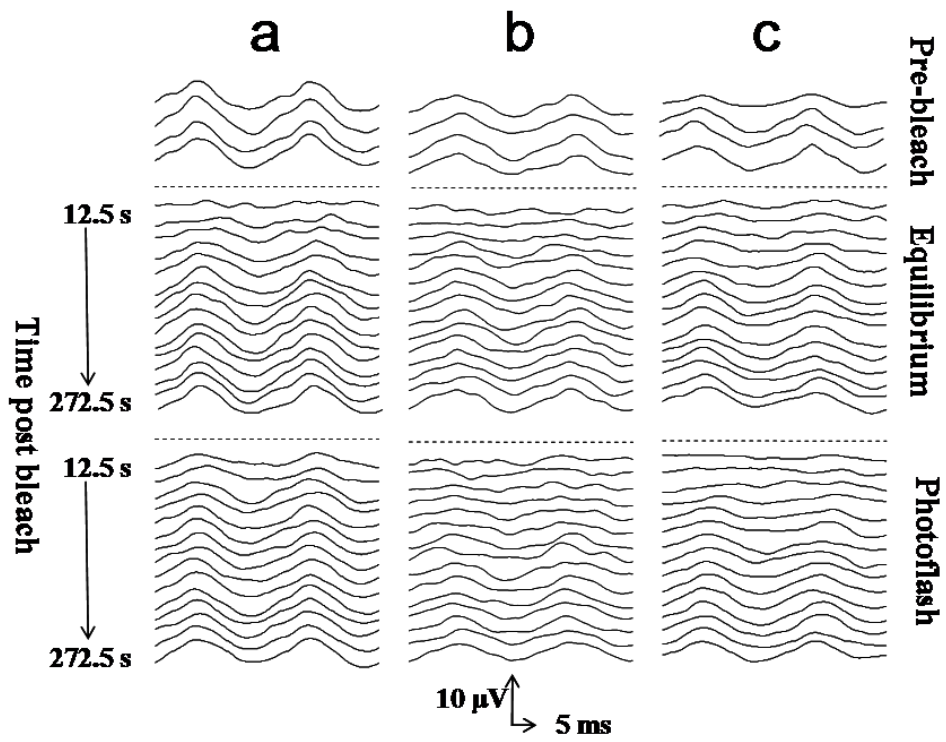 a b c
Pre-bleach
12.5 s
Equilibrium
272.5 s
Time post bleach
12.5 s
Photoflash
272.5 s
10 µV
5 ms